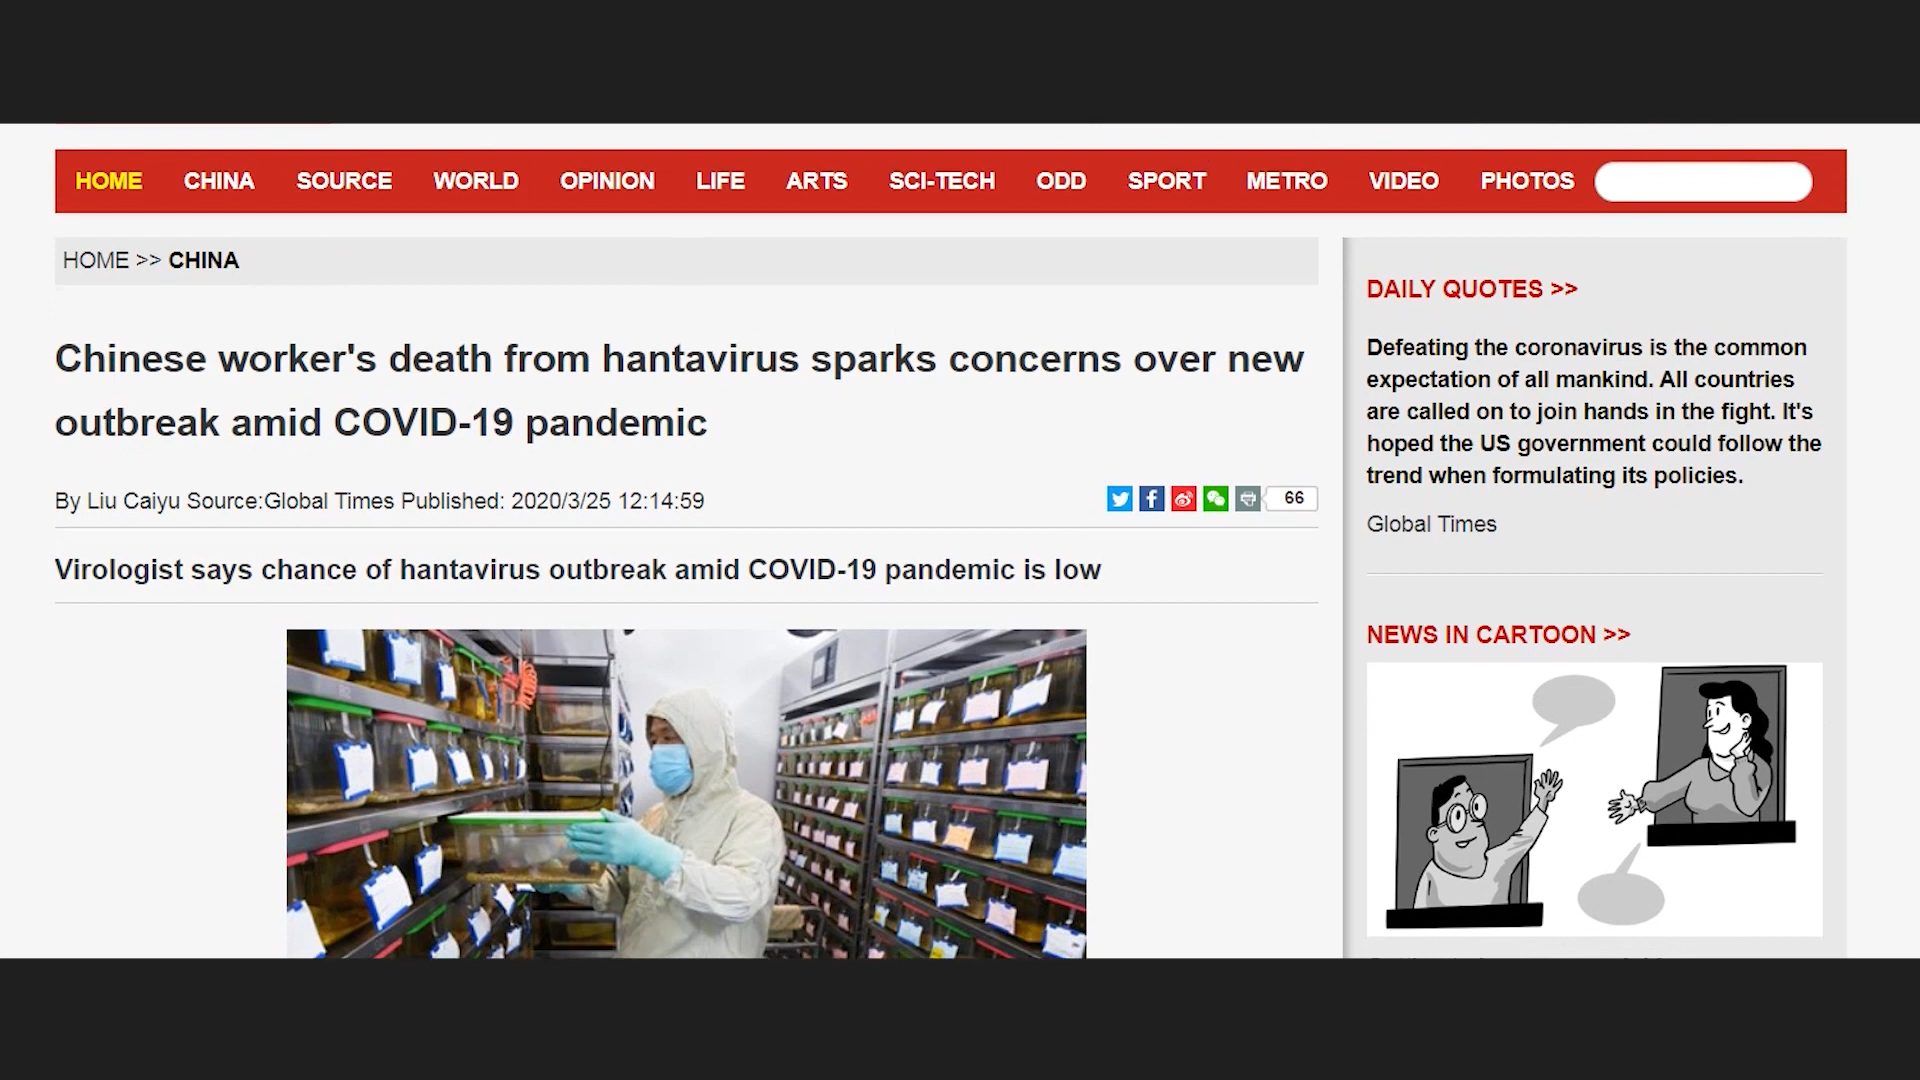 HOME CHINA SOURCE WORLD OPINION LIFE ARTS SCI-TECH ODD SPORT METRO VIDEO PHOTOS
HOME >> CHINA
Chinese worker's death from hantavirus sparks concerns over new
outbreak amid COVID-19 pandemic
By Liu Caiyu Source:Global Times Published: 2020/3/25 12:14:59
66
Virologist says chance of hantavirus outbreak amid COVID-19 pandemic is low
DAILY QUOTES >>
Defeating the coronavirus is the common
expectation of all mankind. All countries
are called on to join hands in the fight. It's
hoped the US government could follow the
trend when formulating its policies.
Global Times
NEWS IN CARTOON >>